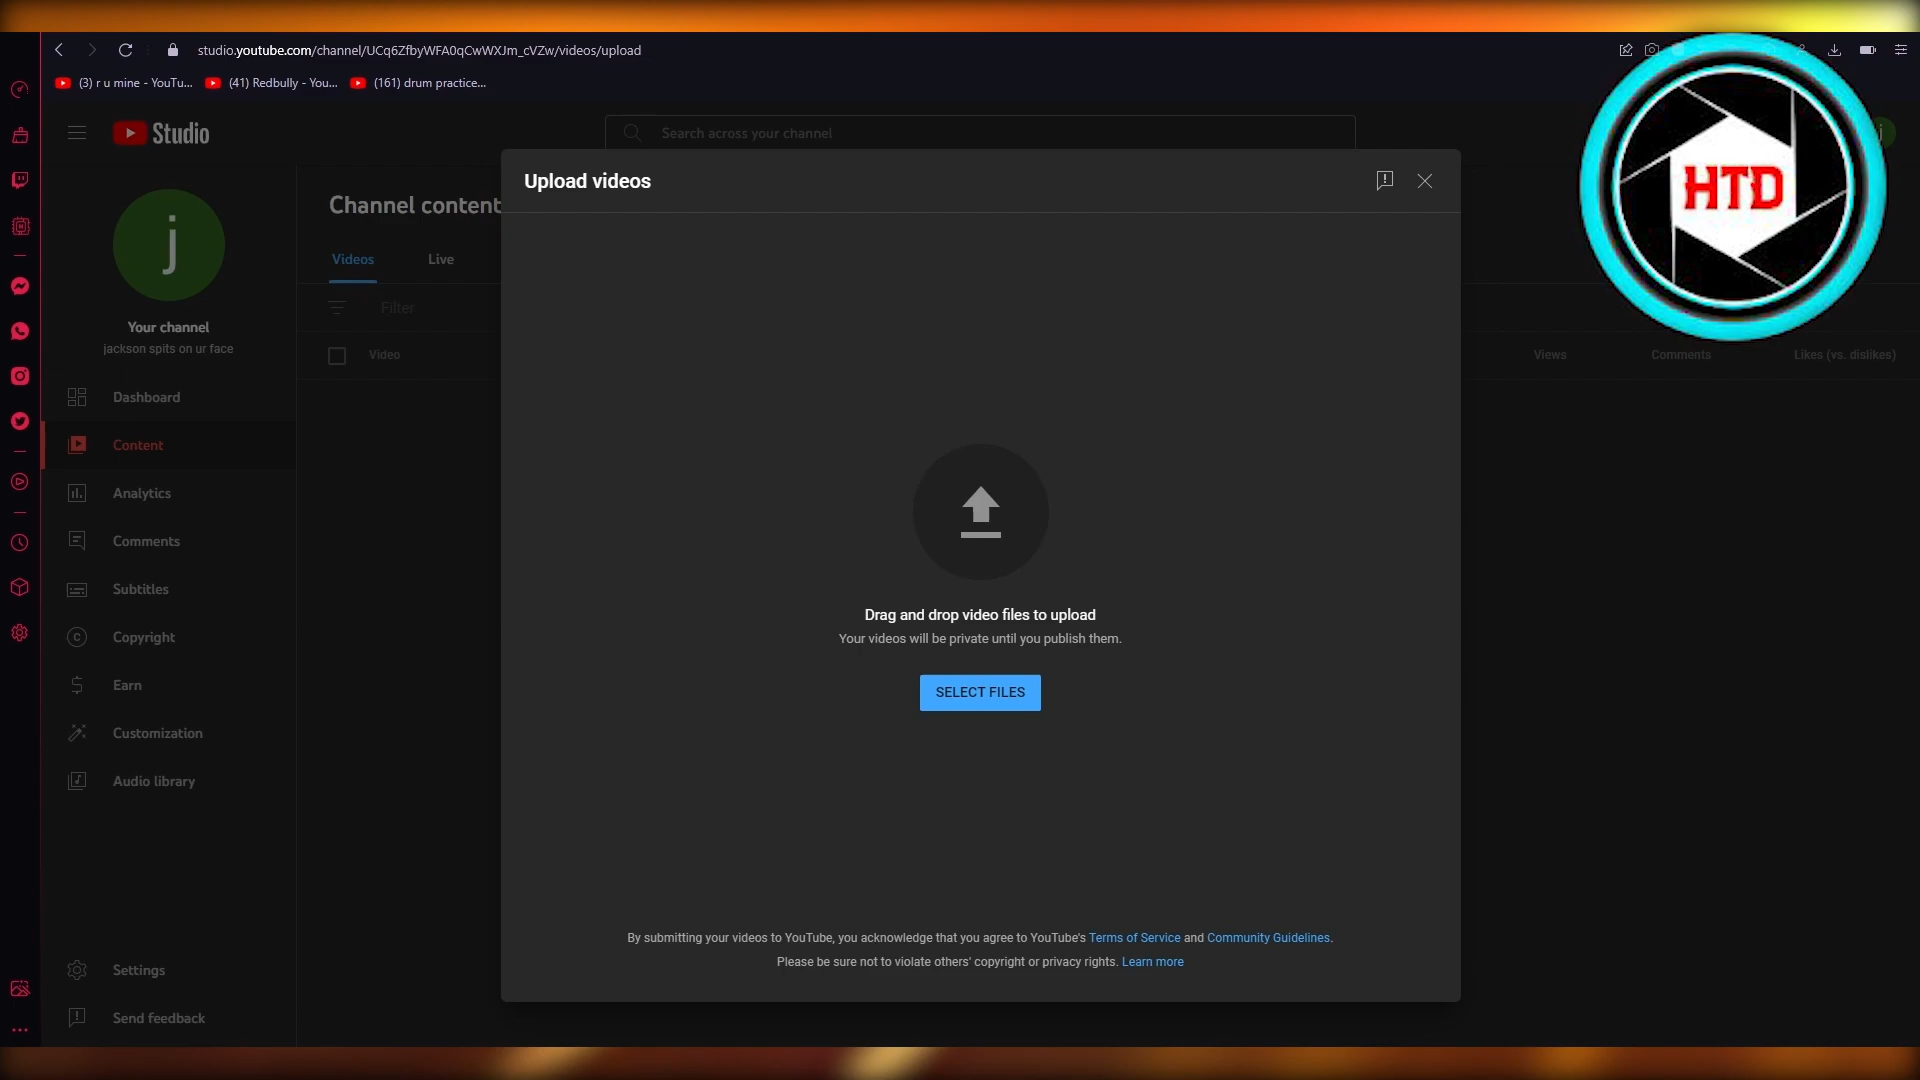 studio.youtube.com/channel/UCq6ZfbyWFA0qCwWXJm_cVZw/videos/upload
(3) r u mine - YouTu...
(41) Redbully - You...
(161) drum practice...
Studio
Search across your channel
j
HTD
Upload videos
j
Channel content
Videos
Live
Filter
Your channel
jackson spits on ur face
Video
Views
Comments
Likes (vs. dislikes)
Dashboard
Content
Analytics
Comments
Subtitles
Copyright
Earn
Customization
Audio library
Drag and drop video files to upload
Your videos will be private until you publish them.
SELECT FILES
By submitting your videos to YouTube, you acknowledge that you agree to YouTube's Terms of Service and Community Guidelines.
Please be sure not to violate others' copyright or privacy rights. Learn more
Settings
Send feedback